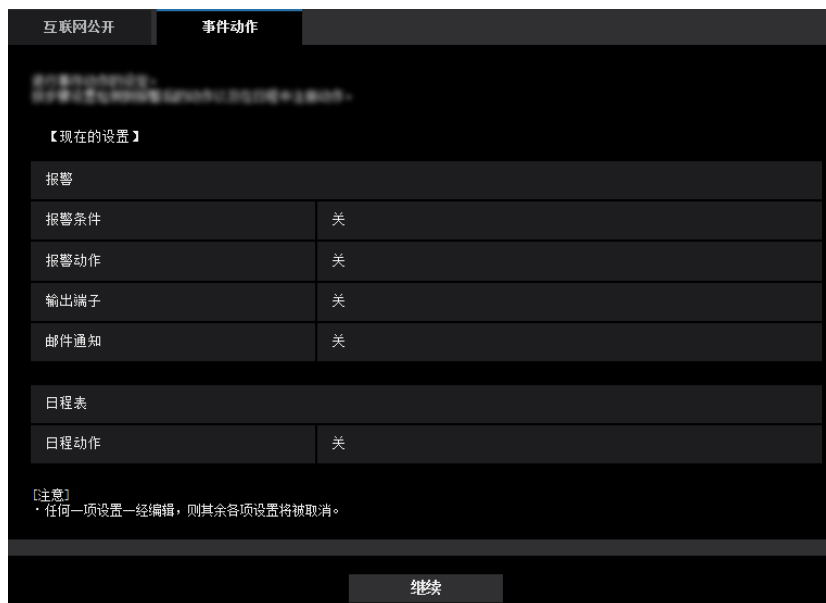 互联网公开 事件动作
【现在的设置】
报警
报警条件 关
报警动作 关
输出端子 关
邮件通知 关
日程表
日程动作 关
[注意]
・任何一项设置一经编辑，则其余各项设置将被取消。
继续